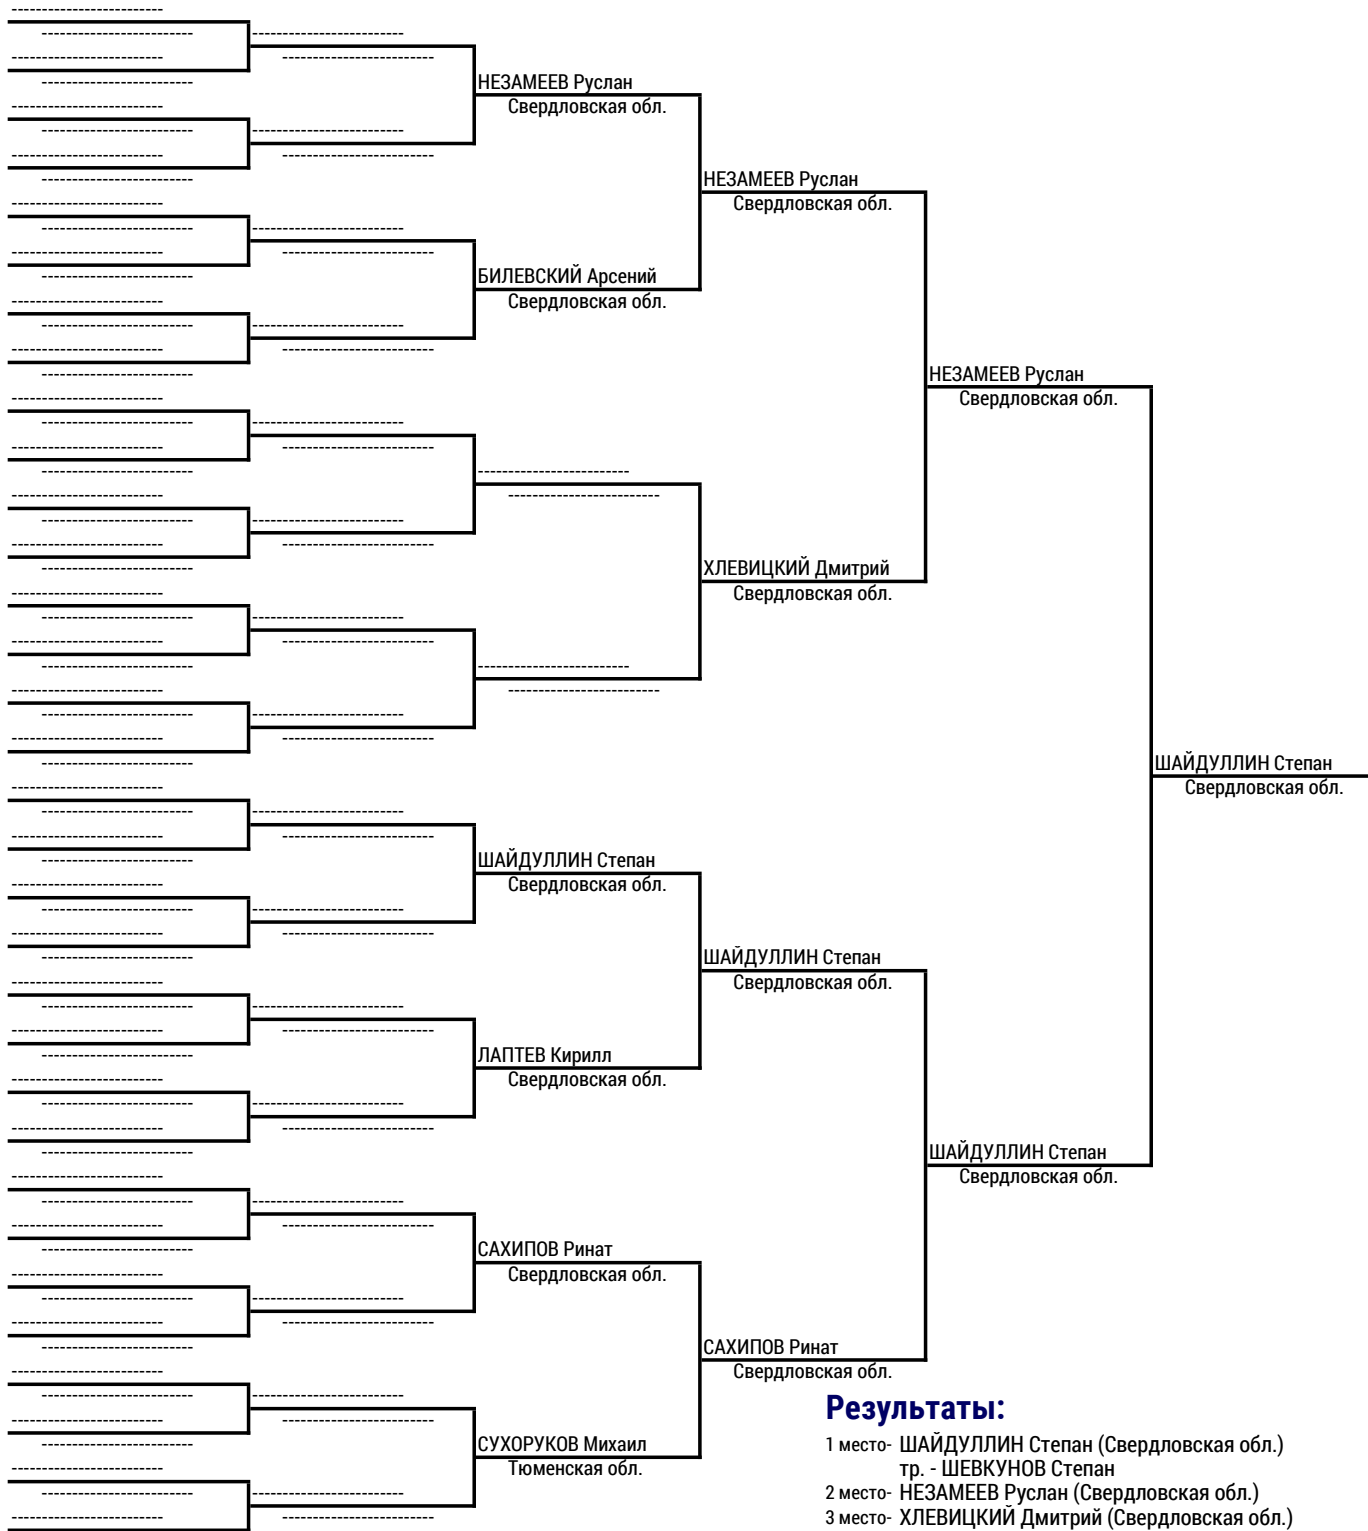 НЕЗАМЕЕВ Руслан
Свердловская обл.
НЕЗАМЕЕВ Руслан
Свердловская обл.
БИЛЕВСКИЙ Арсений
Свердловская обл.
НЕЗАМЕЕВ Руслан
Свердловская обл.
ХЛЕВИЦКИЙ Дмитрий
Свердловская обл.
ШАЙДУЛЛИН Степан
Свердловская обл.
ШАЙДУЛЛИН Степан
Свердловская обл.
ШАЙДУЛЛИН Степан
Свердловская обл.
ЛАПТЕВ Кирилл
Свердловская обл.
ШАЙДУЛЛИН Степан
Свердловская обл.
САХИПОВ Ринат
Свердловская обл.
САХИПОВ Ринат
Свердловская обл.
СУХОРУКОВ Михаил
Тюменская обл.
Результаты:
1 место- ШАЙДУЛЛИН Степан (Свердловская обл.)
тр. - ШЕВКУНОВ Степан
2 место- НЕЗАМЕЕВ Руслан (Свердловская обл.)
3 место- ХЛЕВИЦКИЙ Дмитрий (Свердловская обл.)